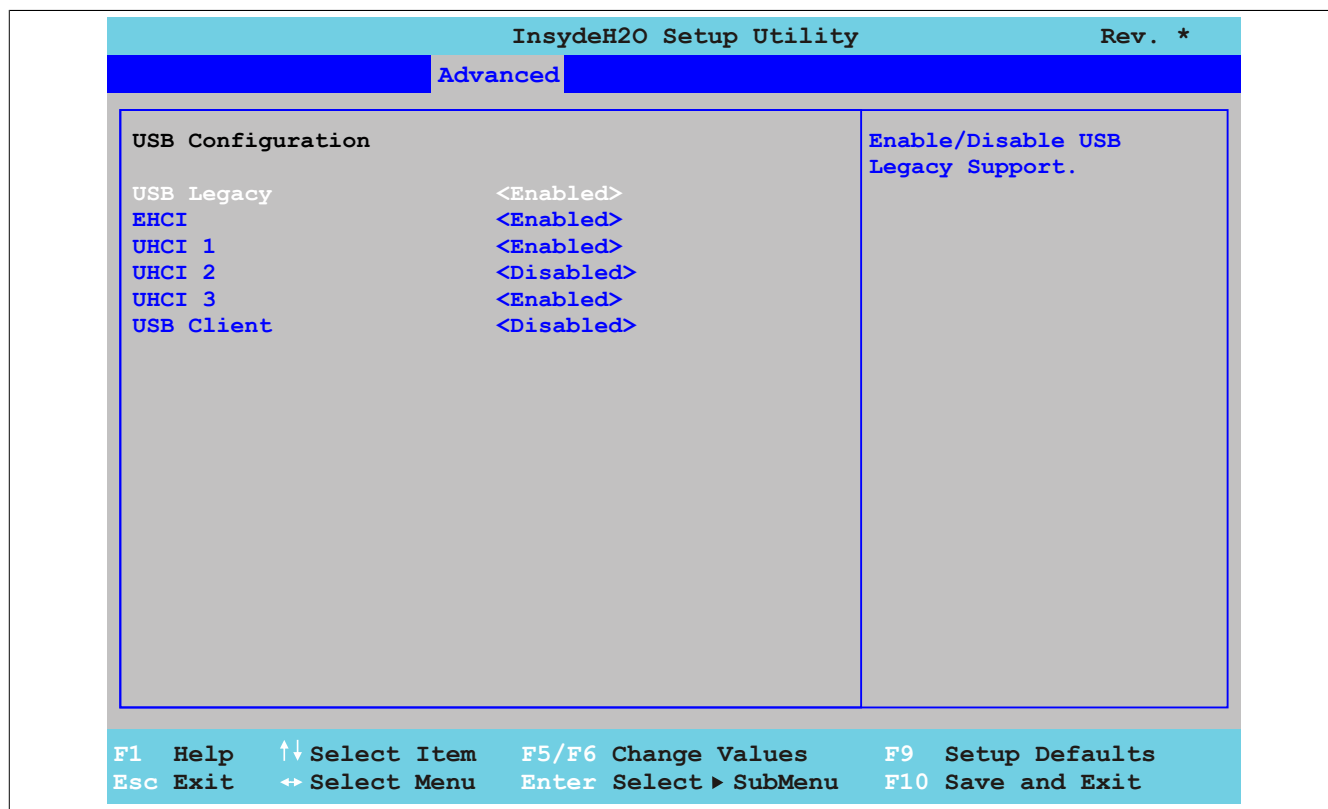 InsydeH2O Setup Utility Rev. *
Advanced
USB Configuration
Enable/Disable USB
Legacy Support.
USB Legacy <Enabled>
EHCI <Enabled>
UHCI 1 <Enabled>
UHCI 2 <Disabled>
UHCI 3 <Enabled>
USB Client <Disabled>
F1 Help ↑↓ Select Item F5/F6 Change Values F9 Setup Defaults
Esc Exit ↔ Select Menu Enter Select ▶ SubMenu F10 Save and Exit